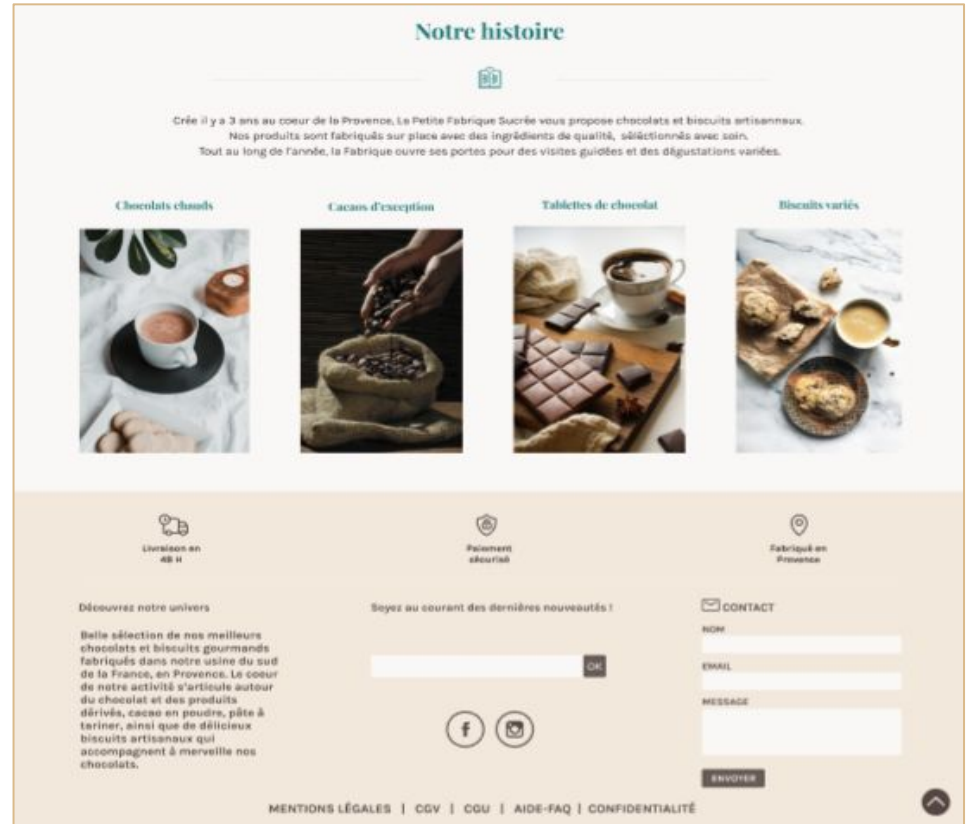 Notre histoire
Crée il y a 3 ans au coeur de la Provence, La Petite Fabrique Sucrée vous propose chocolats et biscuits artisannaux.
Nos produits sont fabriqués sur place avec des ingrédients de qualité, séléctionnés avec soin.
Tout au long de l'année, la Fabrique ouvre ses portes pour des visites guidées et des dégustations variées.
Chocolats chauds
Cacaos d'exception
Tablettes de chocolat
Biscuits variés
Livraison en
48 H
Paiement
sécurisé
Fabriqué en
Provence
Découvrez notre univers
Belle sélection de nos meilleurs
chocolats et biscuits gourmands
fabriqués dans notre usine du sud
de la France, en Provence. Le coeur
de notre activité s'articule autour
du chocolat et des produits
dérivés, cacao en poudre, pâte à
tariner, ainsi que de délicieux
biscuits artisanaux qui
accompagnent à merveille nos
chocolats.
Soyez au courant des dernières nouveautés !
OK
CONTACT
NOM
EMAIL
MESSAGE
ENVOYER
MENTIONS LÉGALES | CGV | CGU | AIDE-FAQ | CONFIDENTIALITÉ